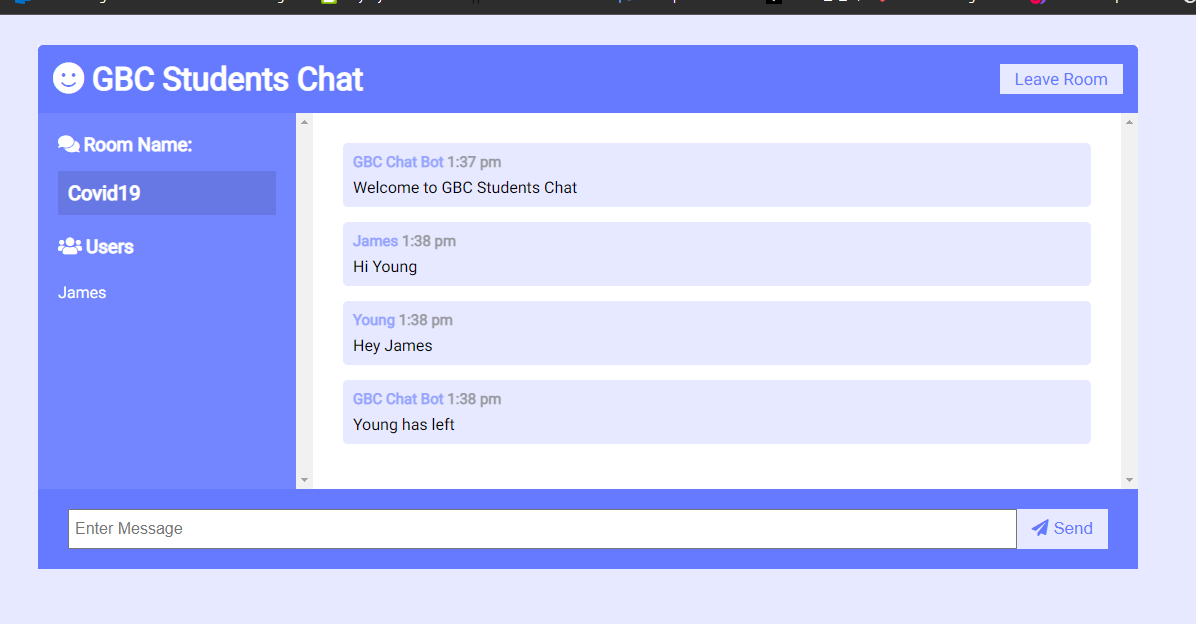 GBC Students Chat
Leave Room
Room Name:
Covid19
Users
James
GBC Chat Bot 1:37 pm
Welcome to GBC Students Chat
James 1:38 pm
Hi Young
Young 1:38 pm
Hey James
GBC Chat Bot 1:38 pm
Young has left
Enter Message
Send